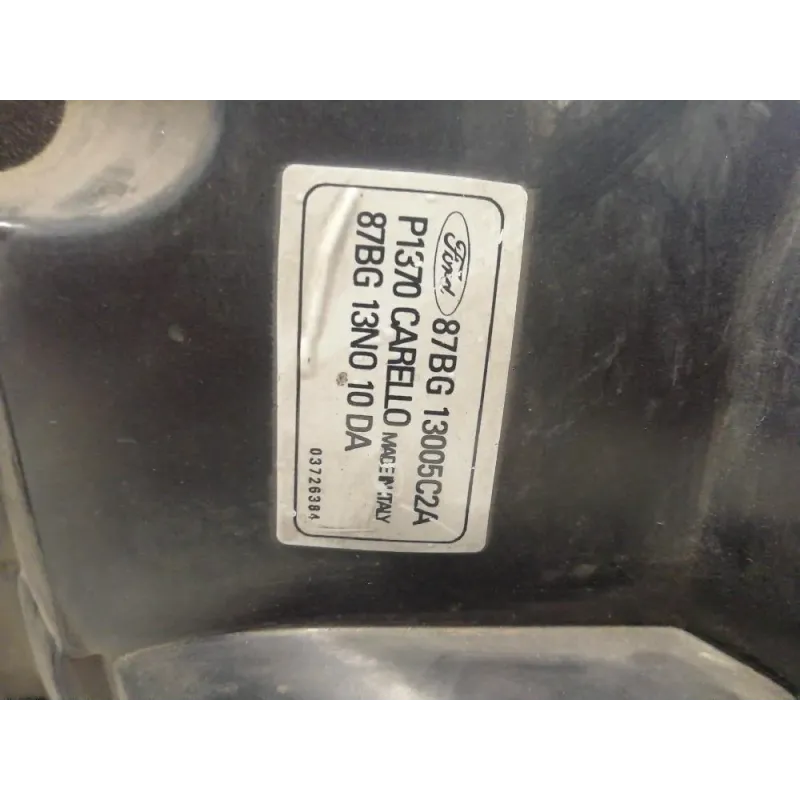 Ford 87BG 13005C2A
P1370 CARELLO MADE IN ITALY
87BG 13N0 10 DA
03726384